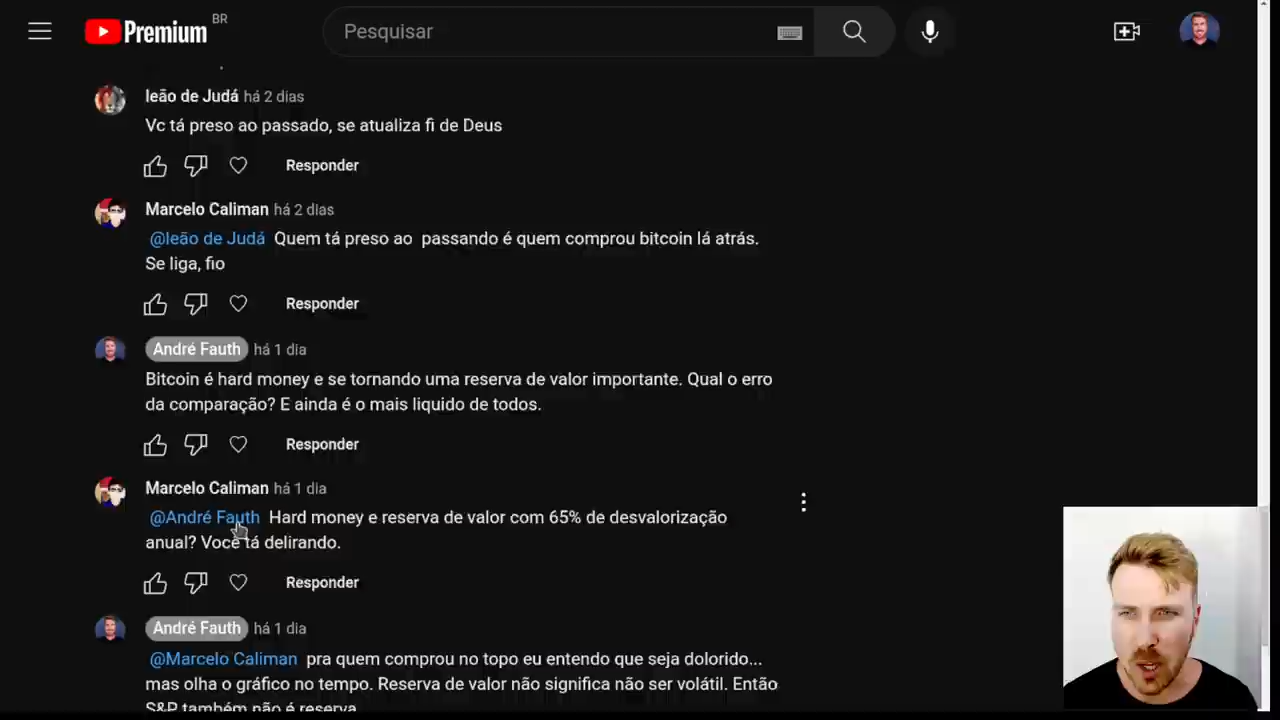 BR
Premium
Pesquisar
leão de Judá há 2 dias
Vc tá preso ao passado, se atualiza fi de Deus
Responder
Marcelo Caliman há 2 dias
@leão de Judá Quem tá preso ao passando é quem comprou bitcoin lá atrás.
Se liga, fio
Responder
André Fauth há 1 dia
Bitcoin é hard money e se tornando uma reserva de valor importante. Qual o erro
da comparação? E ainda é o mais liquido de todos.
Responder
Marcelo Caliman há 1 dia
@André Fauth Hard money e reserva de valor com 65% de desvalorização
anual? Você tá delirando.
Responder
André Fauth há 1 dia
@Marcelo Caliman pra quem comprou no topo eu entendo que seja dolorido...
mas olha o gráfico no tempo. Reserva de valor não significa não ser volátil. Então
S&P também não é reserva